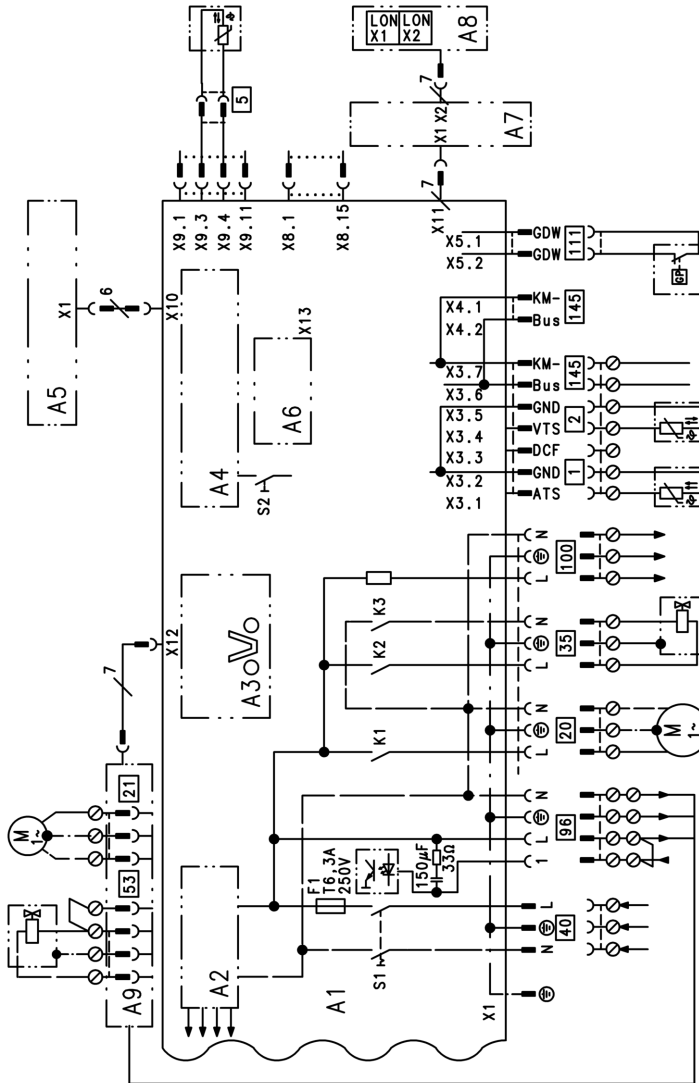 LON LON
X1 X2
A8
5
7
X1 X2
A7
7
X11
X9.1
X9.3
X9.4
X9.11
X8.1
X8.15
A5
X1
6
X10
A4
A6
X13
S2
X5.1
X5.2
GDW
GDW
111
GP
X4.1
X4.2
KM-
Bus
145
X3.7
X3.6
X3.5
X3.4
X3.3
X3.2
X3.1
KM-
Bus
145
GND
VTS
2
DCF
GND
ATS
1
X12
7
A3
K3
K2
K1
N
L
100
N
L
35
N
L
20
M
1~
N
L
1
96
A9
21
53
M
1~
A2
A1
F1
T6,3A
250V
150µF
33Ω
S1
L
N
40
X1